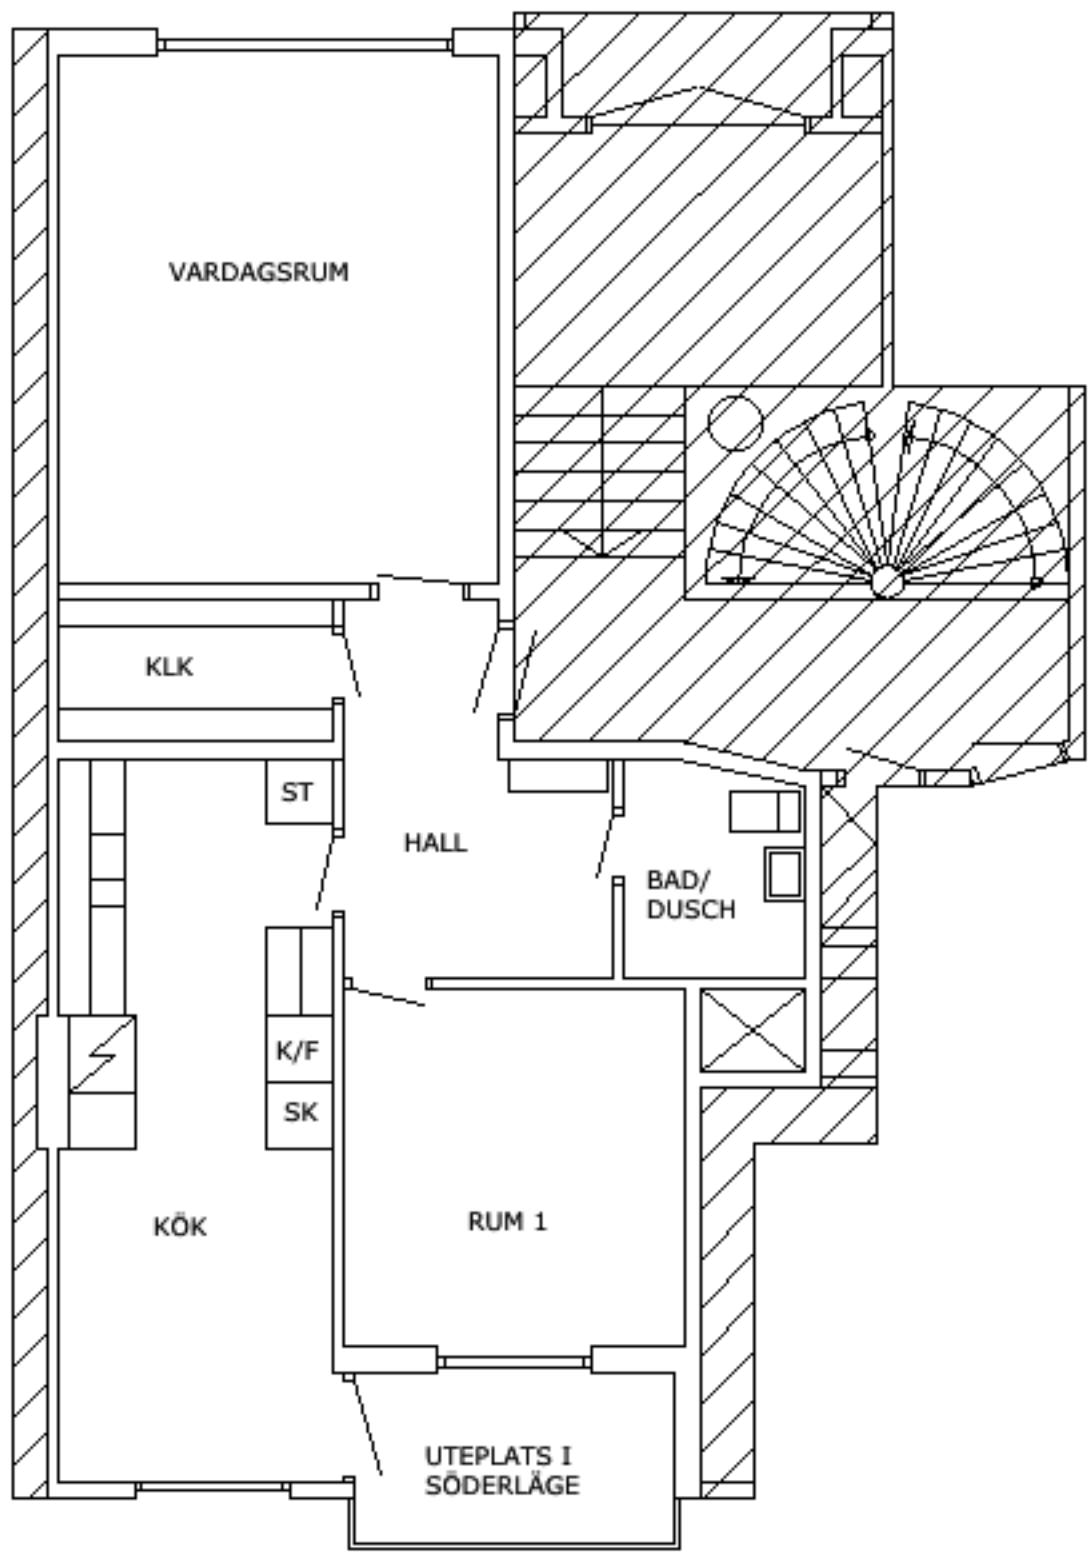 VARDAGSRUM
KLK
ST
HALL
BAD/
DUSCH
K/F
SK
KÖK
RUM 1
UTEPLATS I
SÖDERLÄGE